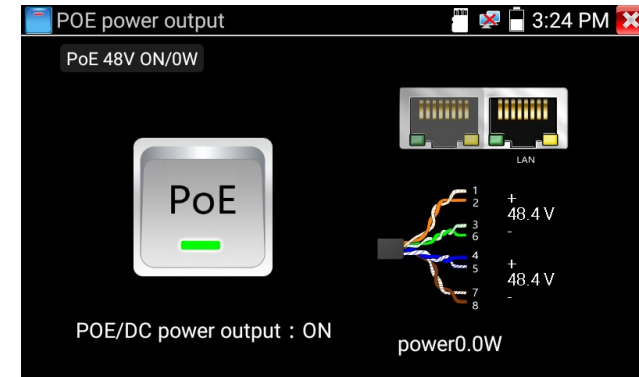 POE power output
3:24 PM
PoE 48V ON/0W
LAN
PoE
1
2
+
48.4 V
3
6
-
4
5
+
48.4 V
7
8
-
POE/DC power output：ON
power0.0W